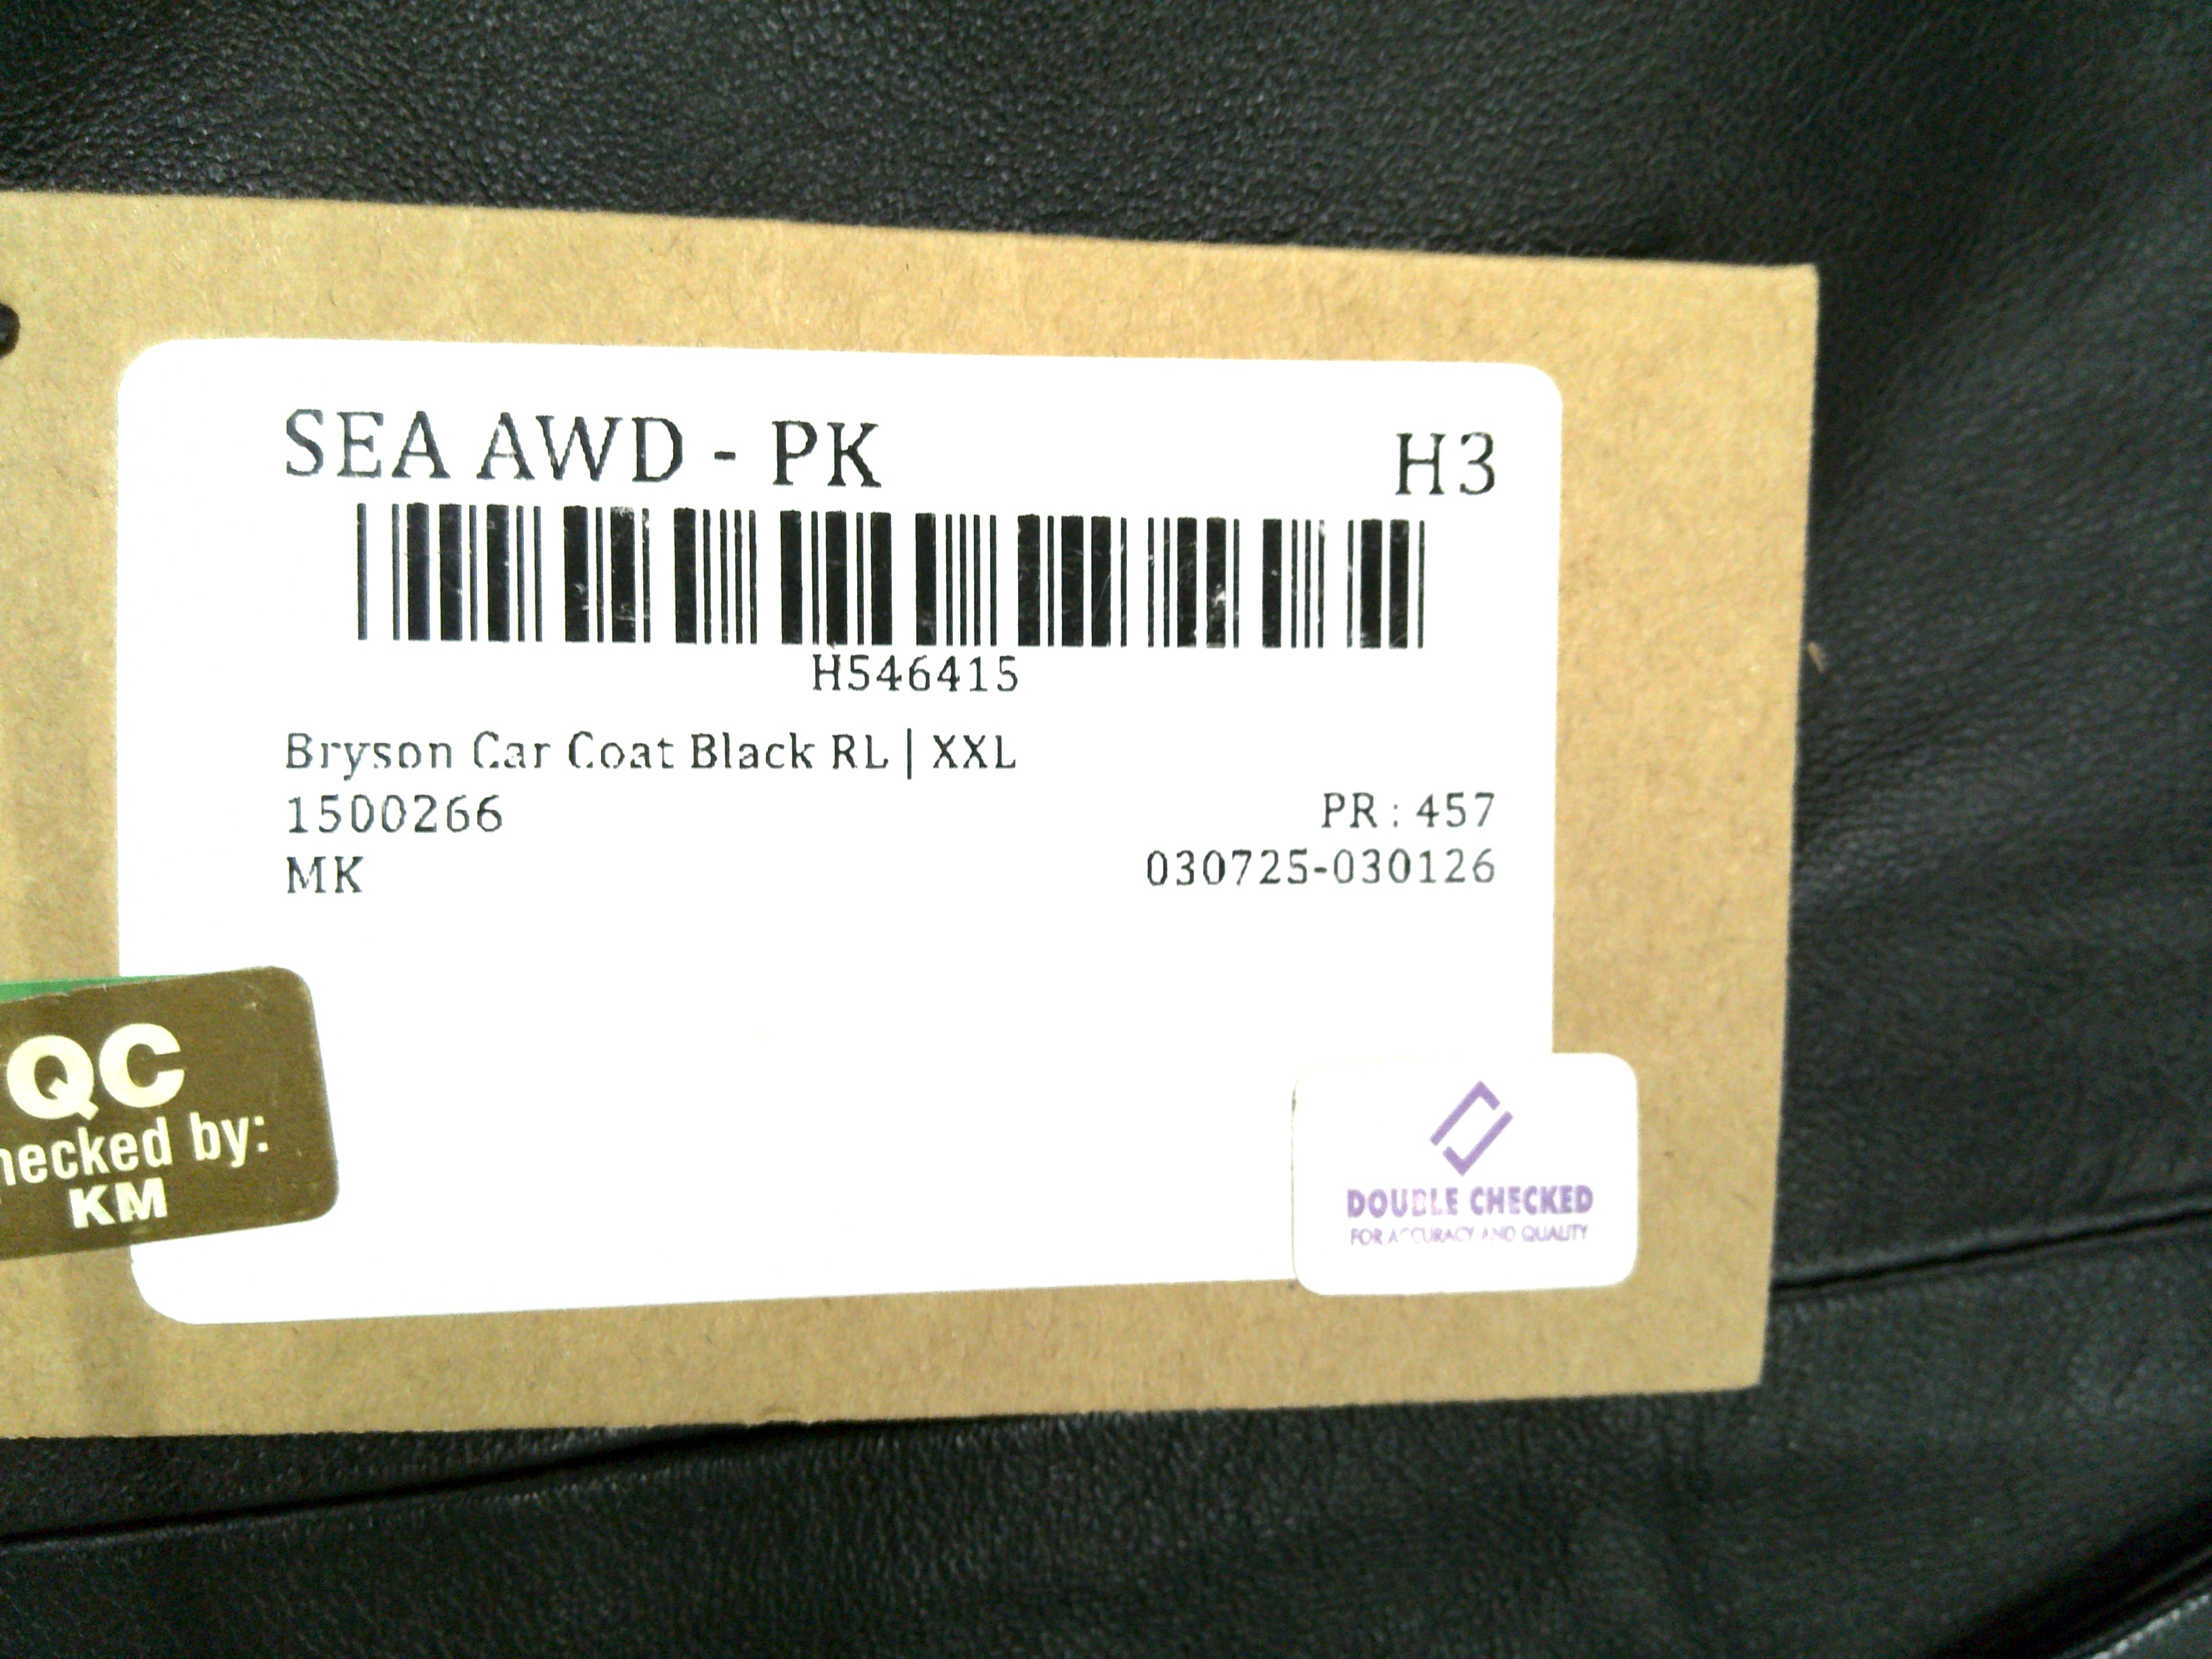 SEA AWD - PK
H3
H546415
Bryson Car Coat Black RL | XXL
1500266
PR : 457
MK
030725-030126
QC
hecked by:
KM
DOUBLE CHECKED
FOR ACCURACY AND QUALITY